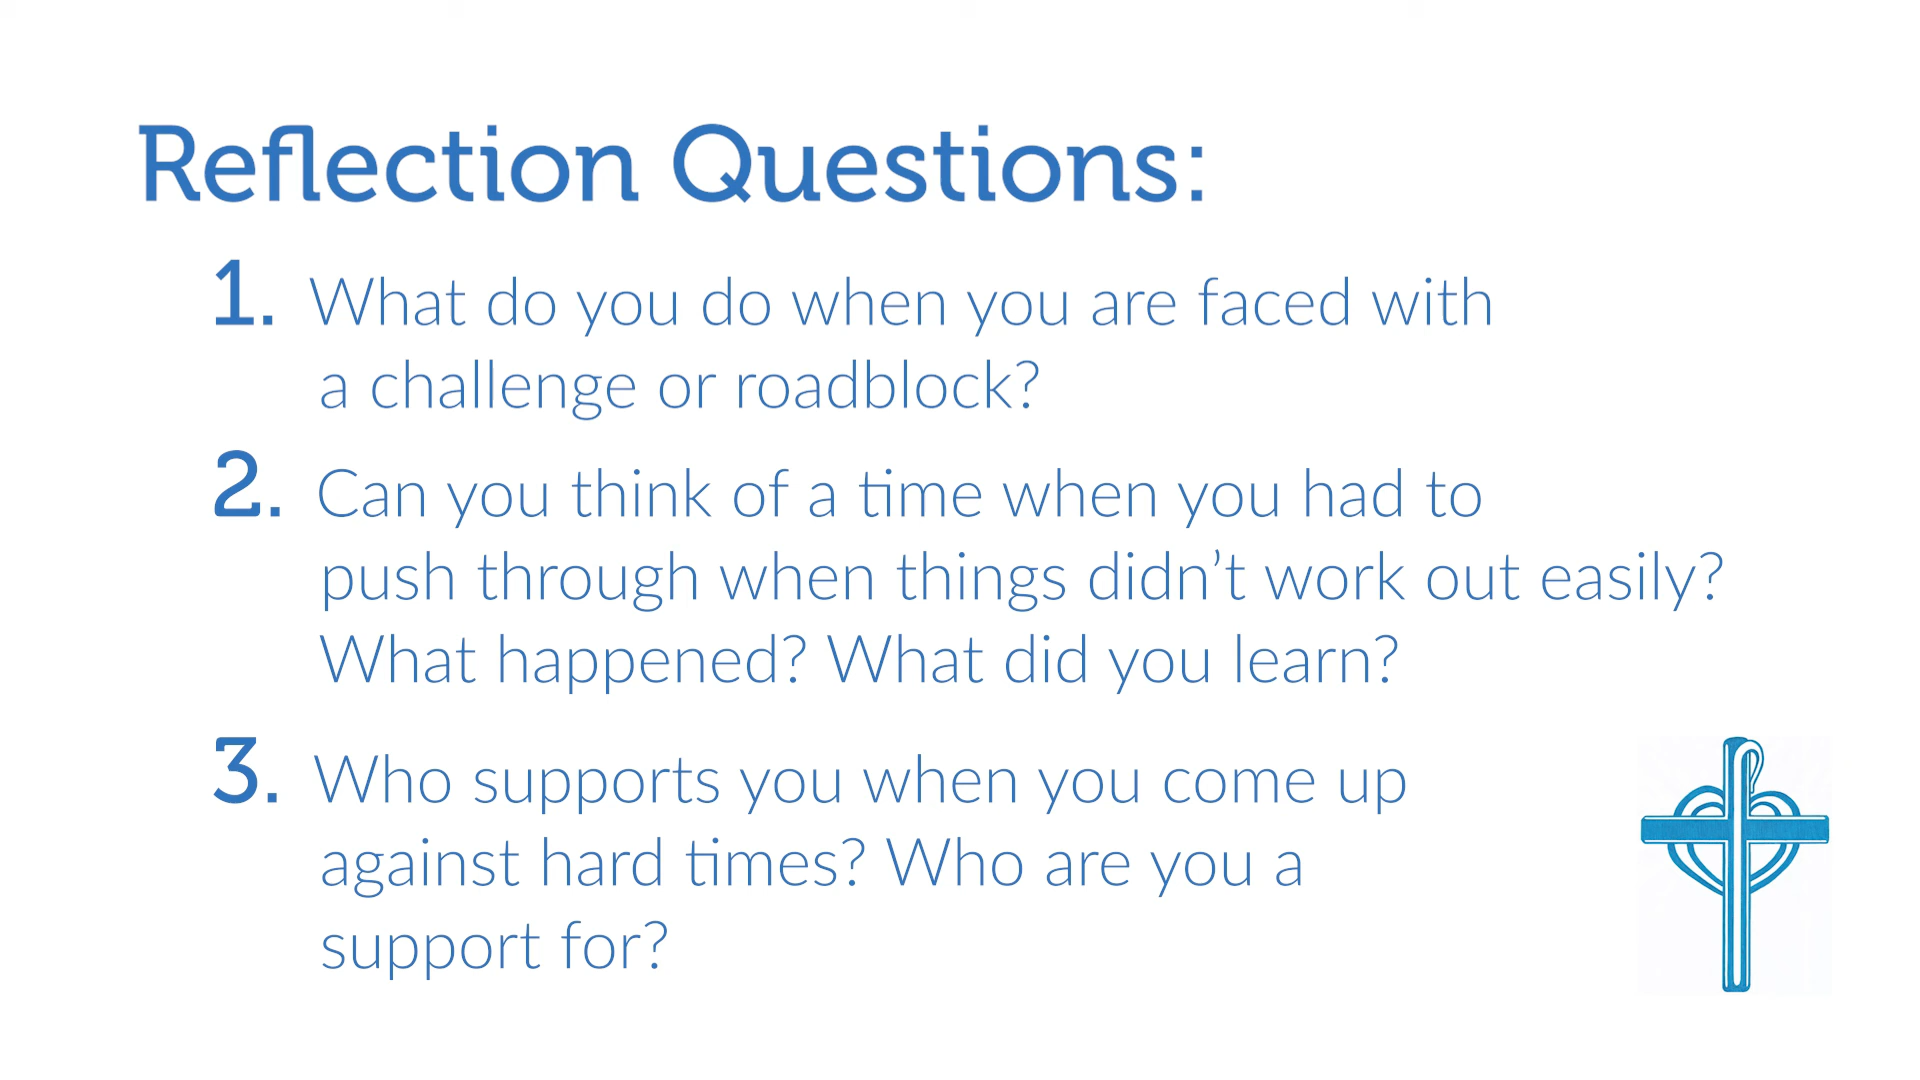 Reflection Questions:
1. What do you do when you are faced with
a challenge or roadblock?
2. Can you think of a time when you had to
push through when things didn’t work out easily?
What happened? What did you learn?
3. Who supports you when you come up
against hard times? Who are you a
support for?